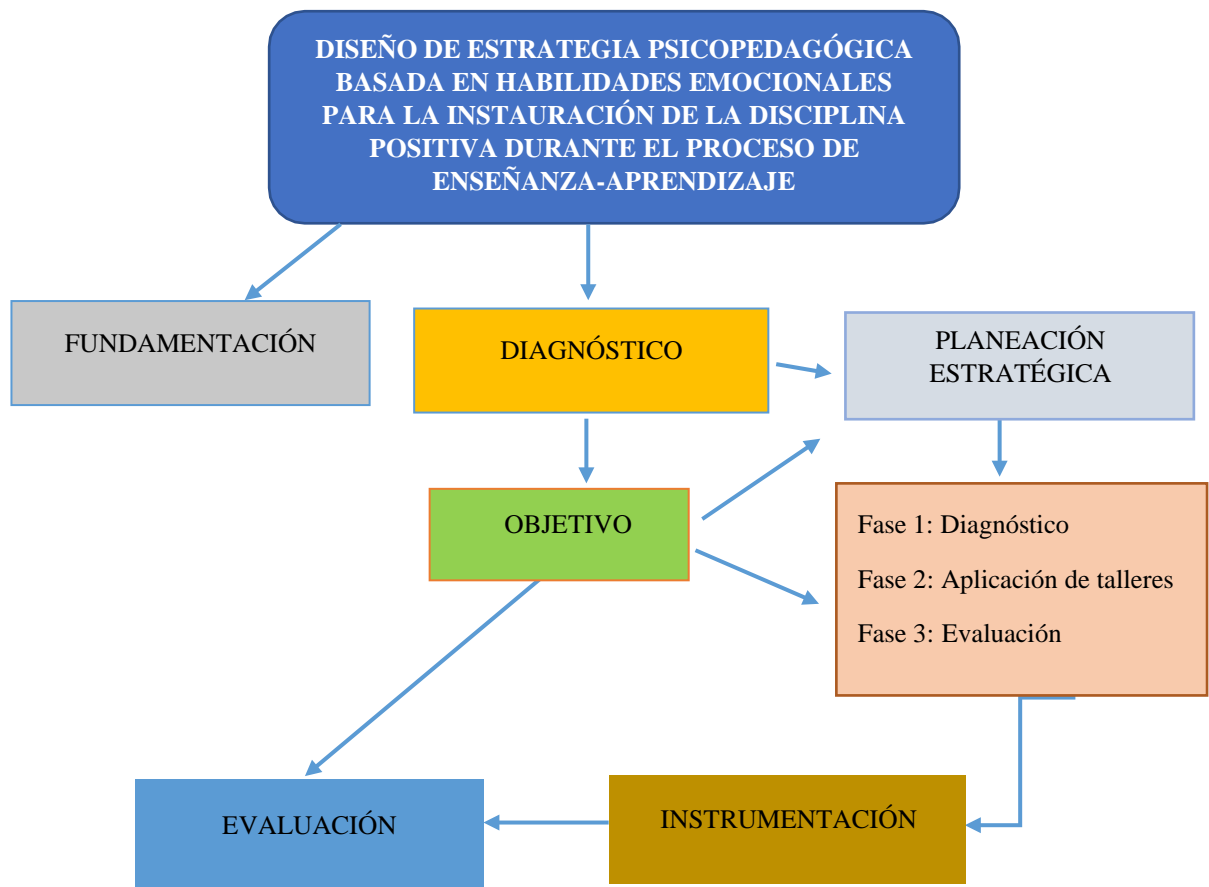 DISEÑO DE ESTRATEGIA PSICOPEDAGÓGICA
BASADA EN HABILIDADES EMOCIONALES
PARA LA INSTAURACIÓN DE LA DISCIPLINA
POSITIVA DURANTE EL PROCESO DE
ENSEÑANZA-APRENDIZAJE
FUNDAMENTACIÓN
DIAGNÓSTICO
PLANEACIÓN
ESTRATÉGICA
OBJETIVO
Fase 1: Diagnóstico
Fase 2: Aplicación de talleres
Fase 3: Evaluación
EVALUACIÓN
INSTRUMENTACIÓN